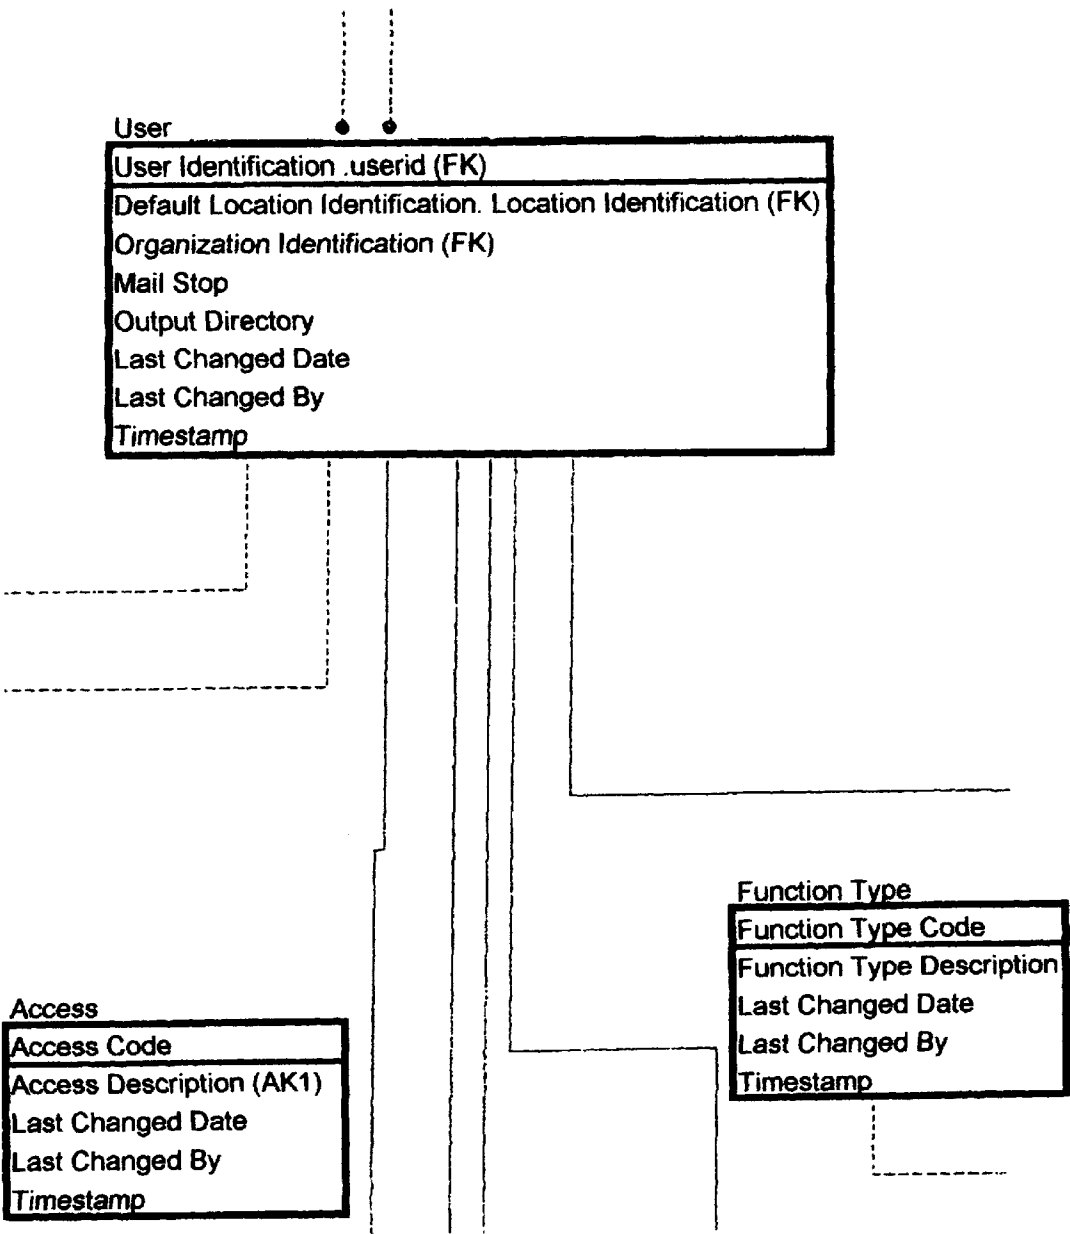 User
User Identification .userid (FK)
Default Location Identification. Location Identification (FK)
Organization Identification (FK)
Mail Stop
Output Directory
Last Changed Date
Last Changed By
Timestamp
Function Type
Function Type Code
Function Type Description
Last Changed Date
Last Changed By
Timestamp
Access
Access Code
Access Description (AK1)
Last Changed Date
Last Changed By
Timestamp